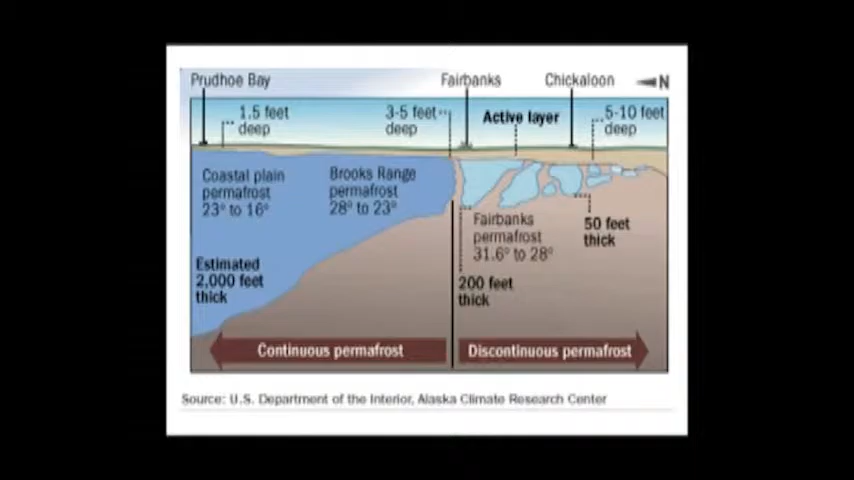 Prudhoe Bay
Fairbanks
Chickaloon
N
1.5 feet
deep
3-5 feet
deep
Active layer
5-10 feet
deep
Coastal plain
permafrost
23° to 16°
Brooks Range
permafrost
28° to 23°
Fairbanks
permafrost
31.6° to 28°
50 feet
thick
Estimated
2,000 feet
thick
200 feet
thick
Continuous permafrost
Discontinuous permafrost
Source: U.S. Department of the Interior, Alaska Climate Research Center